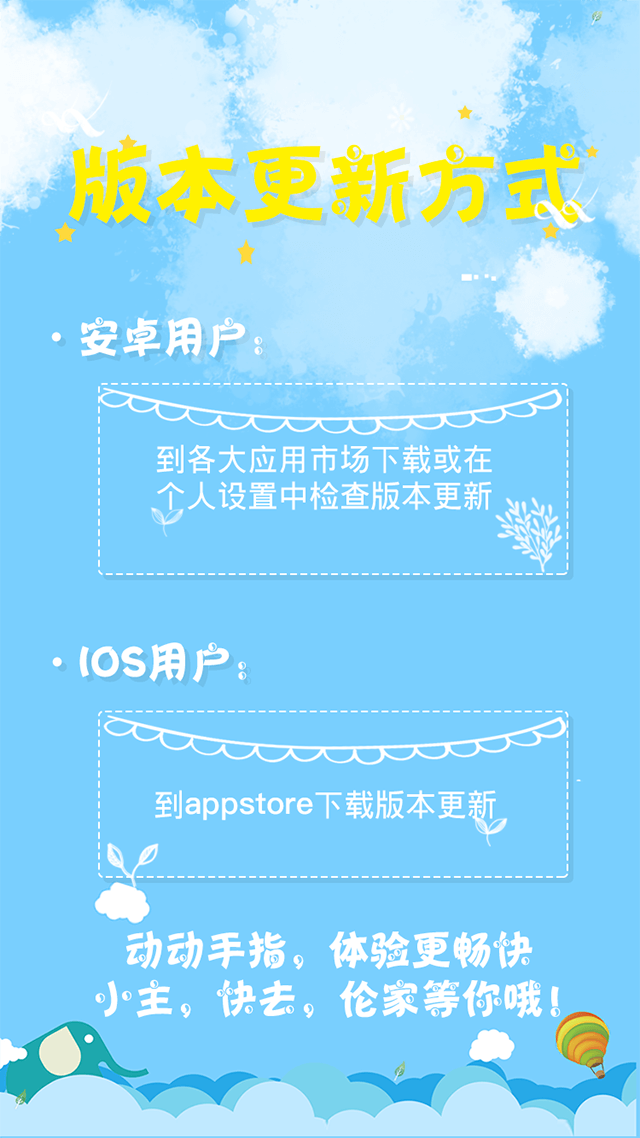 版本更新方式
· 安卓用户：
到各大应用市场下载或在
个人设置中检查版本更新
· IOS用户：
到appstore下载版本更新
动动手指，体验更畅快
小主，快去，伦家等你哦！